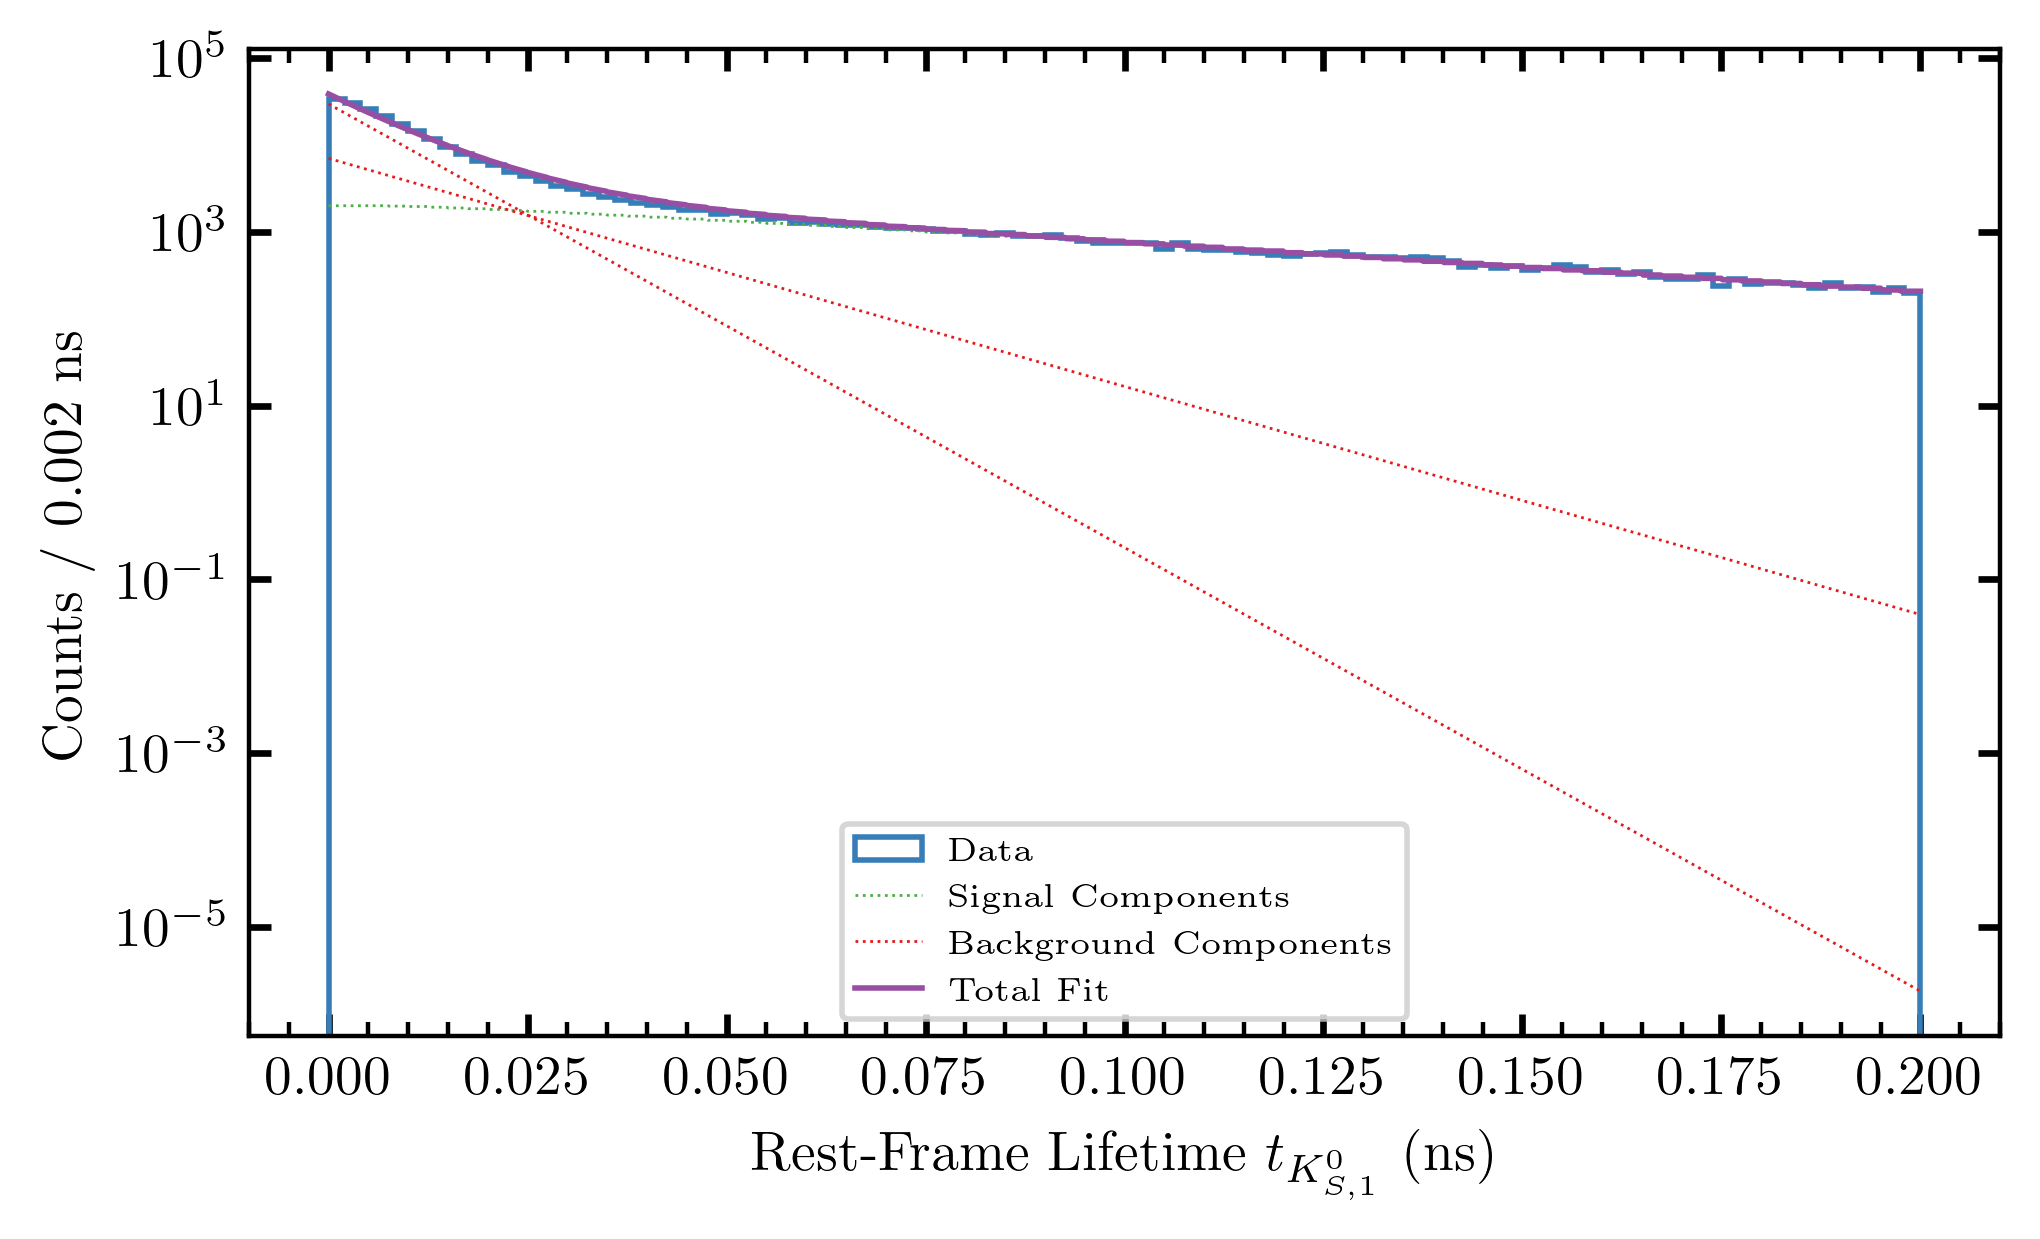 10^5
10^3
10^1
10^{-1}
10^{-3}
10^{-5}
Counts / 0.002 ns
Data
Signal Components
Background Components
Total Fit
0.000 0.025 0.050 0.075 0.100 0.125 0.150 0.175 0.200
Rest-Frame Lifetime t_{K^0_{S,1}} (ns)